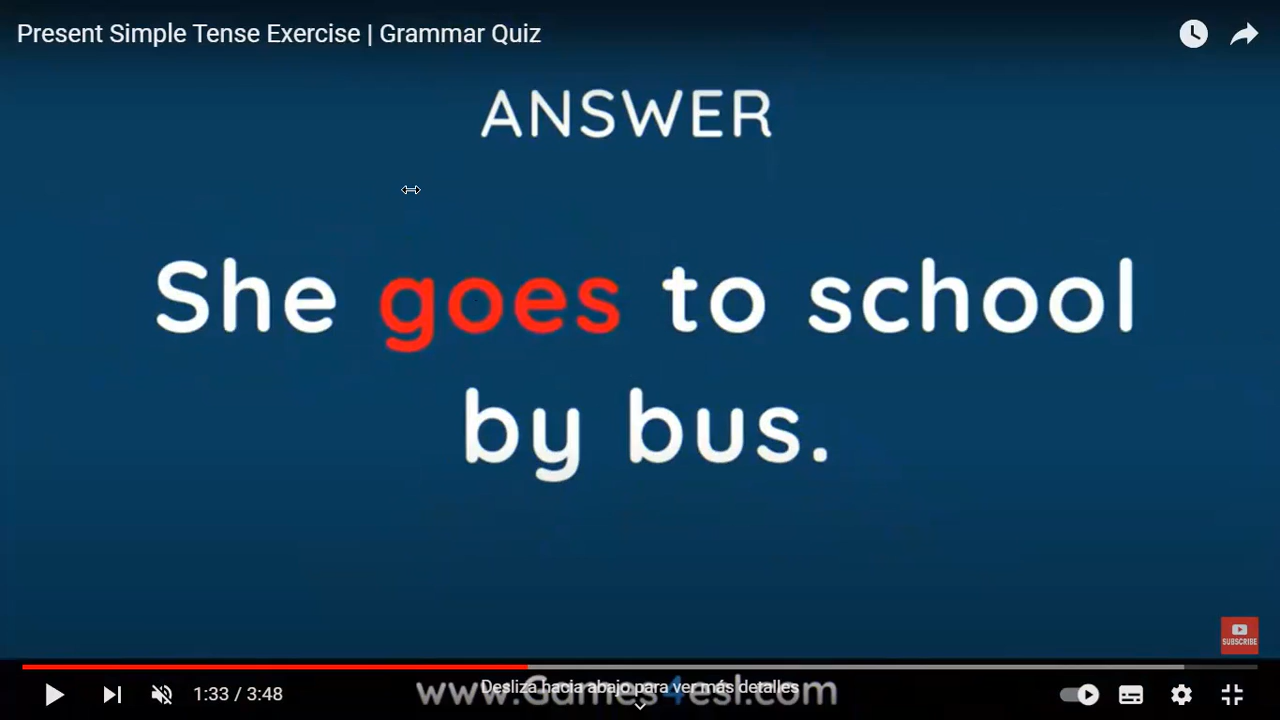 Present Simple Tense Exercise | Grammar Quiz
ANSWER
She goes to school
by bus.
SUBSCRIBE
1:33 / 3:48
www.Games4esl.com
Desliza hacia abajo para ver más detalles